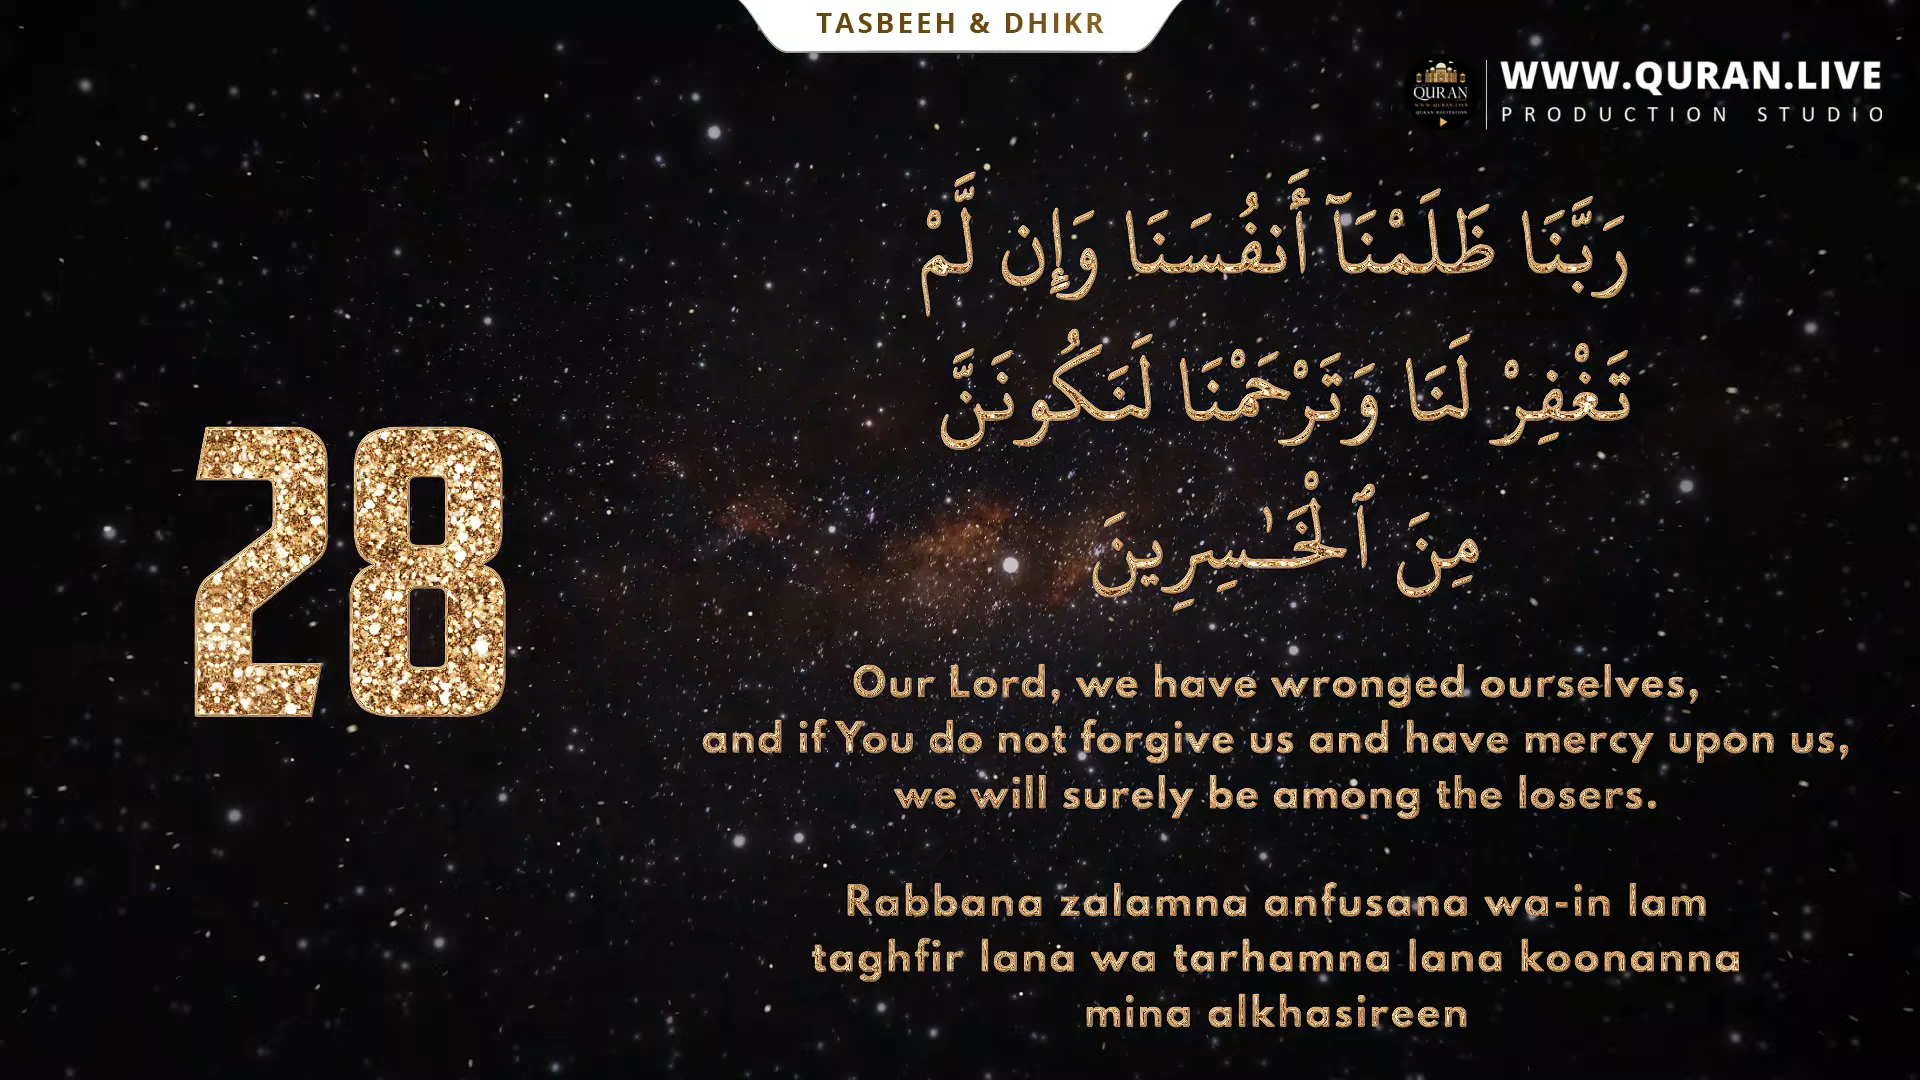 TASBEEH & DHIKR
QURAN
WWW.QURAN.LIVE
PRODUCTION STUDIO
رَبَّنَا ظَلَمْنَآ أَنفُسَنَا وَإِن لَّمْ
تَغْفِرْ لَنَا وَتَرْحَمْنَا لَنَكُونَنَّ
مِنَ ٱلْخَـٰسِرِينَ
28
Our Lord, we have wronged ourselves,
and if You do not forgive us and have mercy upon us,
we will surely be among the losers.
Rabbana zalamna anfusana wa-in lam
taghfir lana wa tarhamna lana koonanna
mina alkhasireen